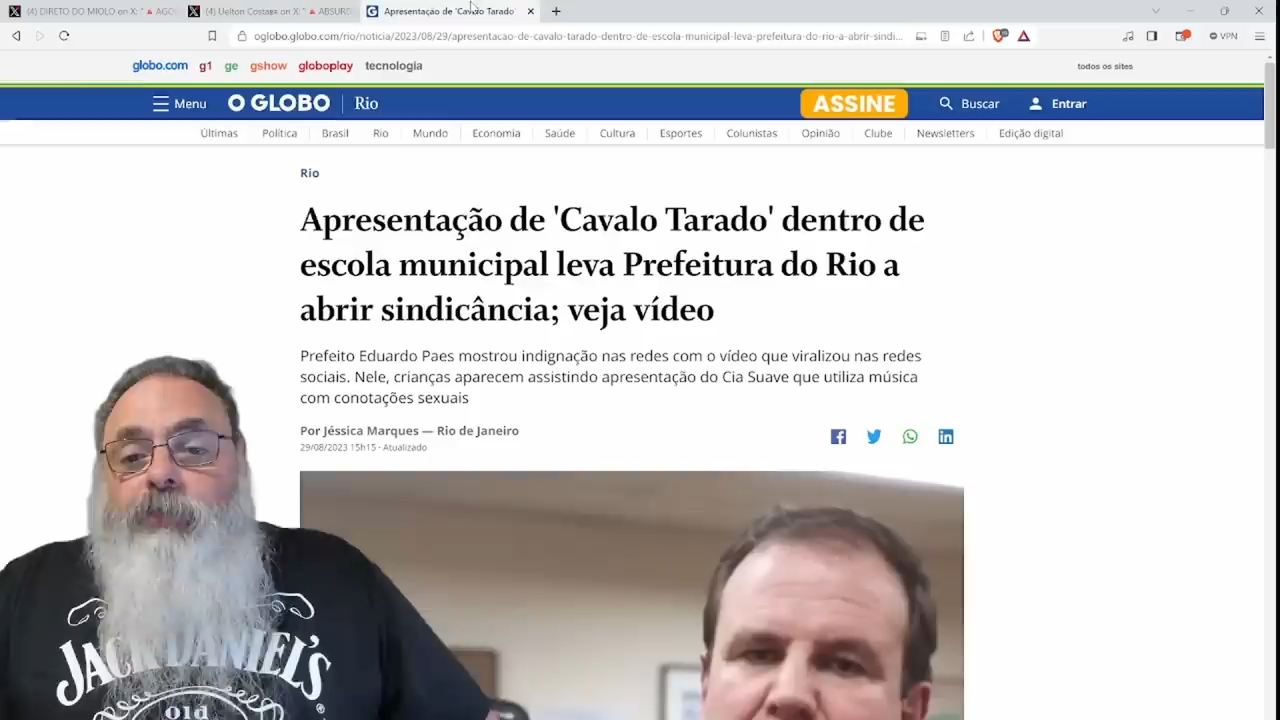 (4) DIRETO DO MIOLO on X: "🔺AGO
(4) Uelton Costa on X: "🔺ABSURD
Apresentação de 'Cavalo Tarado'
oglobo.globo.com/rio/noticia/2023/08/29/apresentacao-de-cavalo-tarado-dentro-de-escola-municipal-leva-prefeitura-do-rio-a-abrir-sindi...
VPN
globo.com g1 ge gshow globoplay tecnologia
todos os sites
Menu O GLOBO Rio
ASSINE Buscar Entrar
Últimas Política Brasil Rio Mundo Economia Saúde Cultura Esportes Colunistas Opinião Clube Newsletters Edição digital
Rio
Apresentação de 'Cavalo Tarado' dentro de
escola municipal leva Prefeitura do Rio a
abrir sindicância; veja vídeo
Prefeito Eduardo Paes mostrou indignação nas redes com o vídeo que viralizou nas redes
sociais. Nele, crianças aparecem assistindo apresentação do Cia Suave que utiliza música
com conotações sexuais
Por Jéssica Marques — Rio de Janeiro
29/08/2023 15h15 · Atualizado
JACK DANIEL'S
Old